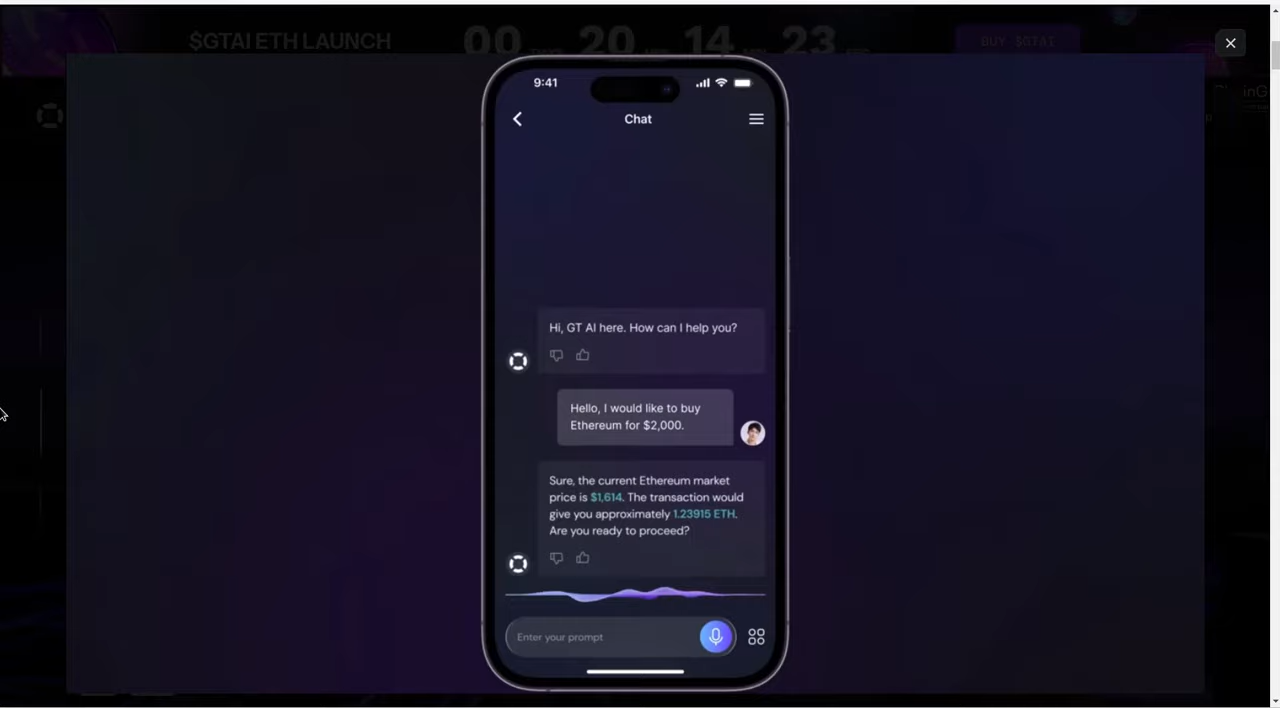 $GTAI ETH LAUNCH
00 20 14 23
BUY $GTAI
9:41
Chat
Hi, GT AI here. How can I help you?
Hello, I would like to buy
Ethereum for $2,000.
Sure, the current Ethereum market
price is $1,614. The transaction would
give you approximately 1.23915 ETH.
Are you ready to proceed?
Enter your prompt